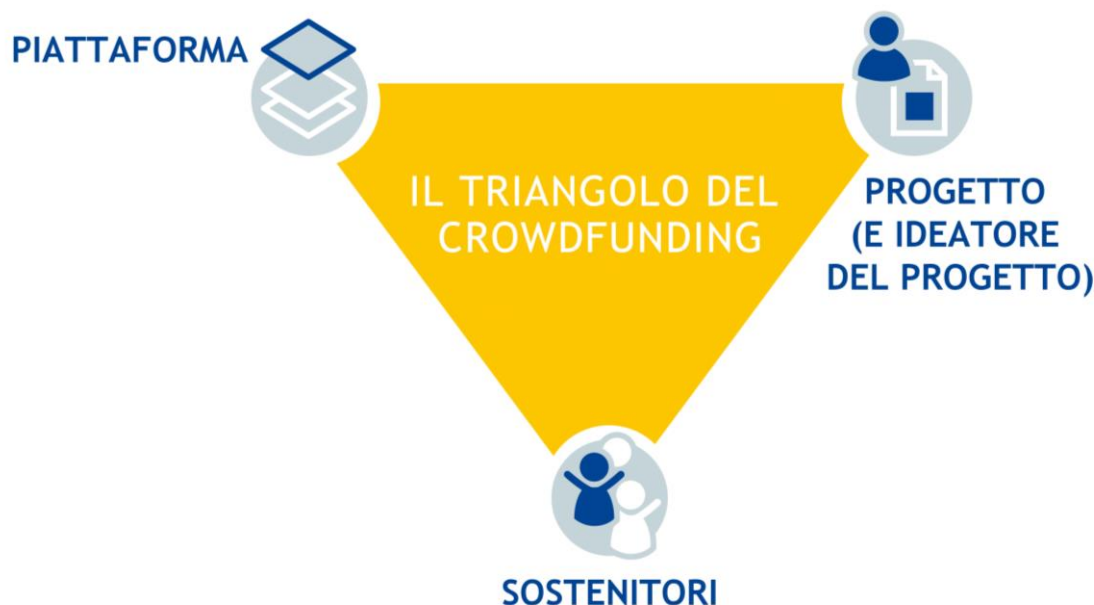 PIATTAFORMA
IL TRIANGOLO DEL
CROWDFUNDING
PROGETTO
(E IDEATORE
DEL PROGETTO)
SOSTENITORI